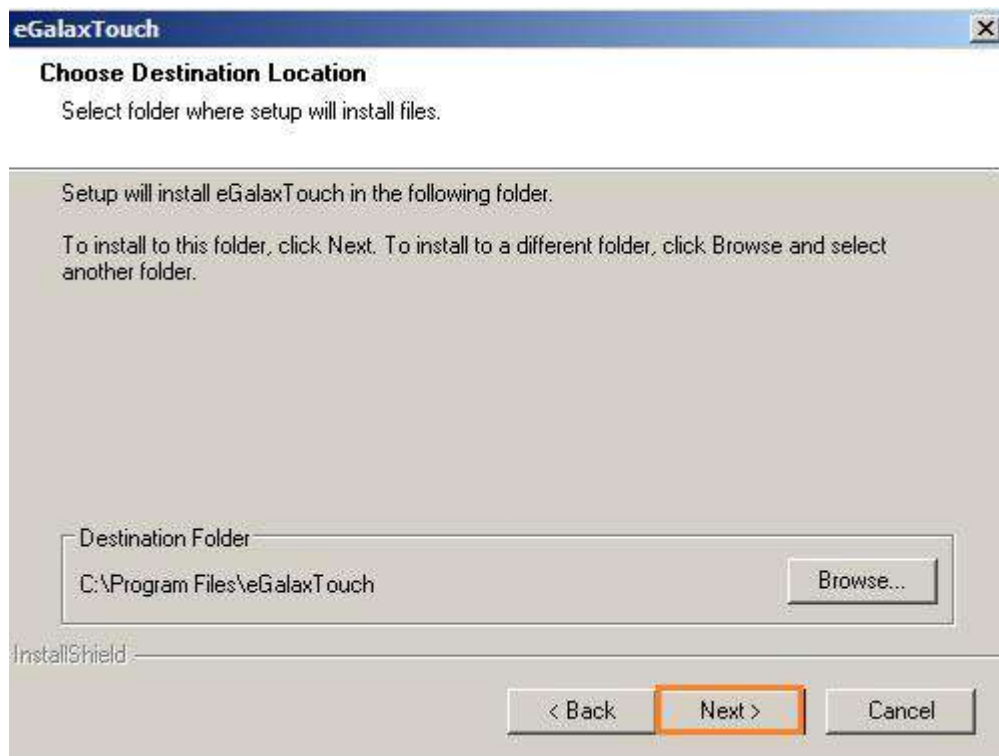 eGalaxTouch
Choose Destination Location
Select folder where setup will install files.
Setup will install eGalaxTouch in the following folder.
To install to this folder, click Next. To install to a different folder, click Browse and select
another folder.
Destination Folder
C:\Program Files\eGalaxTouch
Browse...
InstallShield
< Back
Next >
Cancel